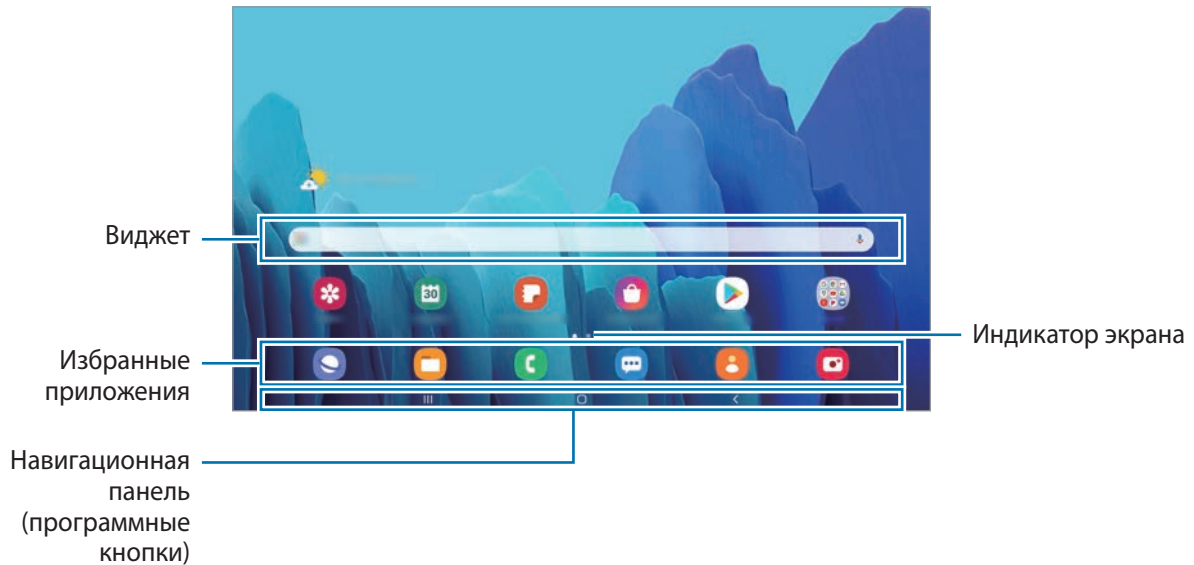 Виджет
Избранные
приложения
Навигационная
панель
(программные
кнопки)
30
Индикатор экрана